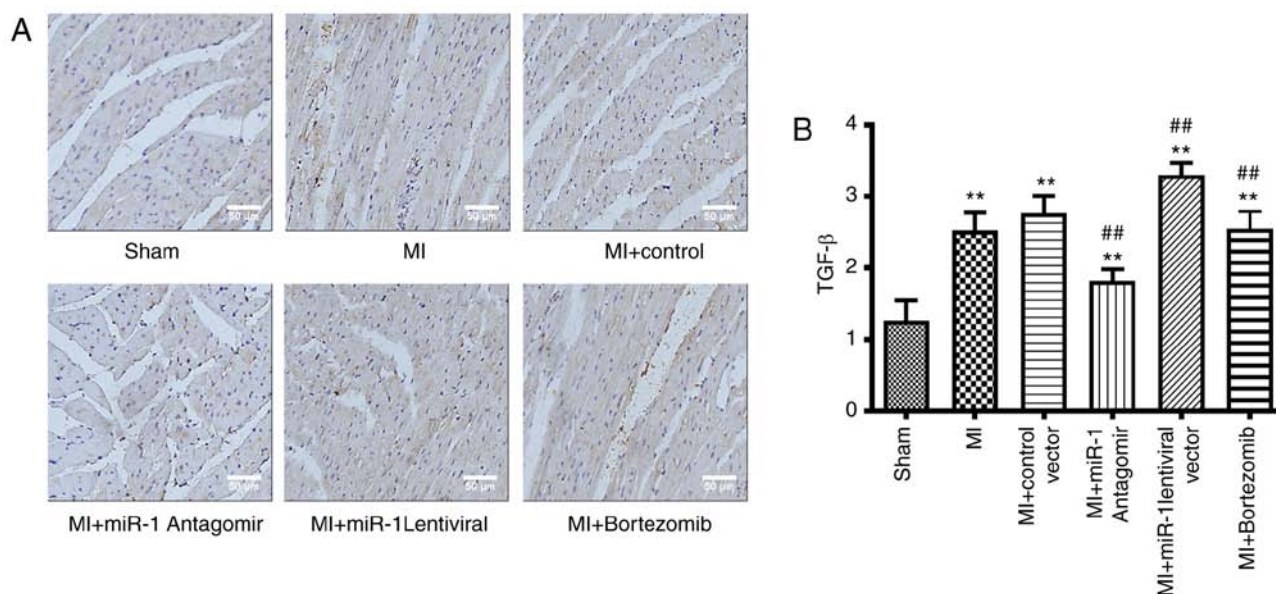 A
50 µm
50 µm
50 µm
Sham
MI
MI+control
50 µm
50 µm
50 µm
MI+miR-1 Antagomir
MI+miR-1Lentiviral
MI+Bortezomib
B
TGF-β
4
3
2
1
0
**
**
##
**
##
**
##
**
Sham
MI
MI+control
vector
MI+miR-1
Antagomir
MI+miR-1lentiviral
vector
MI+Bortezomib